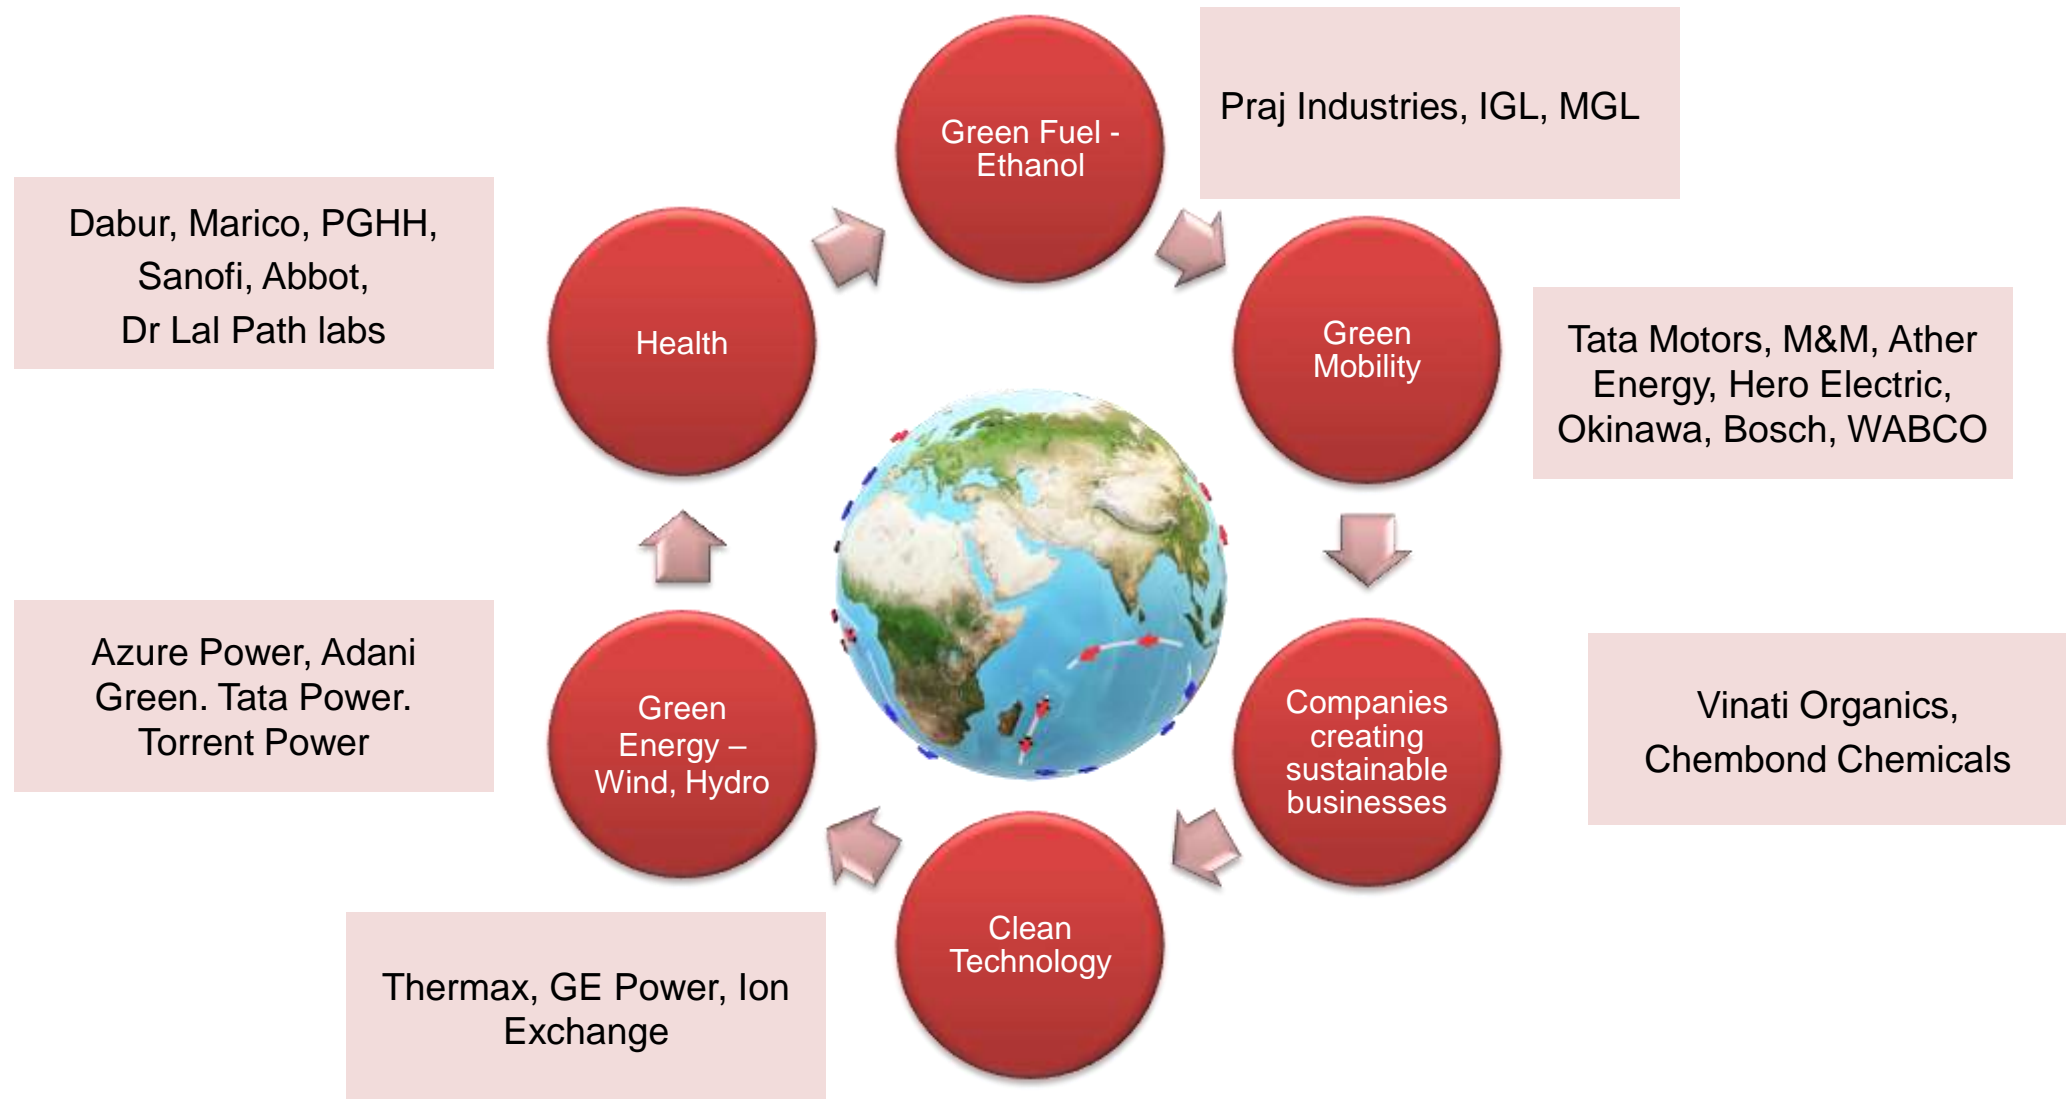 Green Fuel -
Ethanol
Praj Industries, IGL, MGL
Green
Mobility
Tata Motors, M&M, Ather
Energy, Hero Electric,
Okinawa, Bosch, WABCO
Companies
creating
sustainable
businesses
Vinati Organics,
Chembond Chemicals
Clean
Technology
Thermax, GE Power, Ion
Exchange
Green
Energy –
Wind, Hydro
Azure Power, Adani
Green. Tata Power.
Torrent Power
Health
Dabur, Marico, PGHH,
Sanofi, Abbot,
Dr Lal Path labs